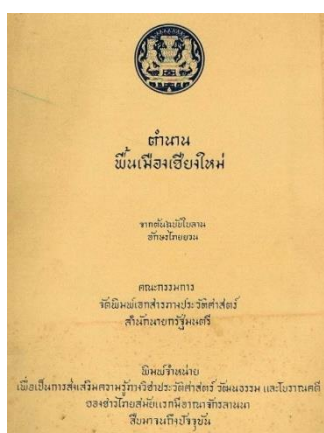 ตำนาน
พื้นเมืองเชียงใหม่
จากต้นฉบับใบลาน
อักษรไทยยวน
คณะกรรมการ
จัดพิมพ์เอกสารทางประวัติศาสตร์
สำนักนายกรัฐมนตรี
พิมพ์จำหน่าย
เพื่อเป็นการส่งเสริมความรู้ทางวิชาประวัติศาสตร์ วัฒนธรรม และโบราณคดี
ของชาวไทยสมัยแรกมีอาณาจักรลานนา
สืบมาจนถึงปัจจุบัน